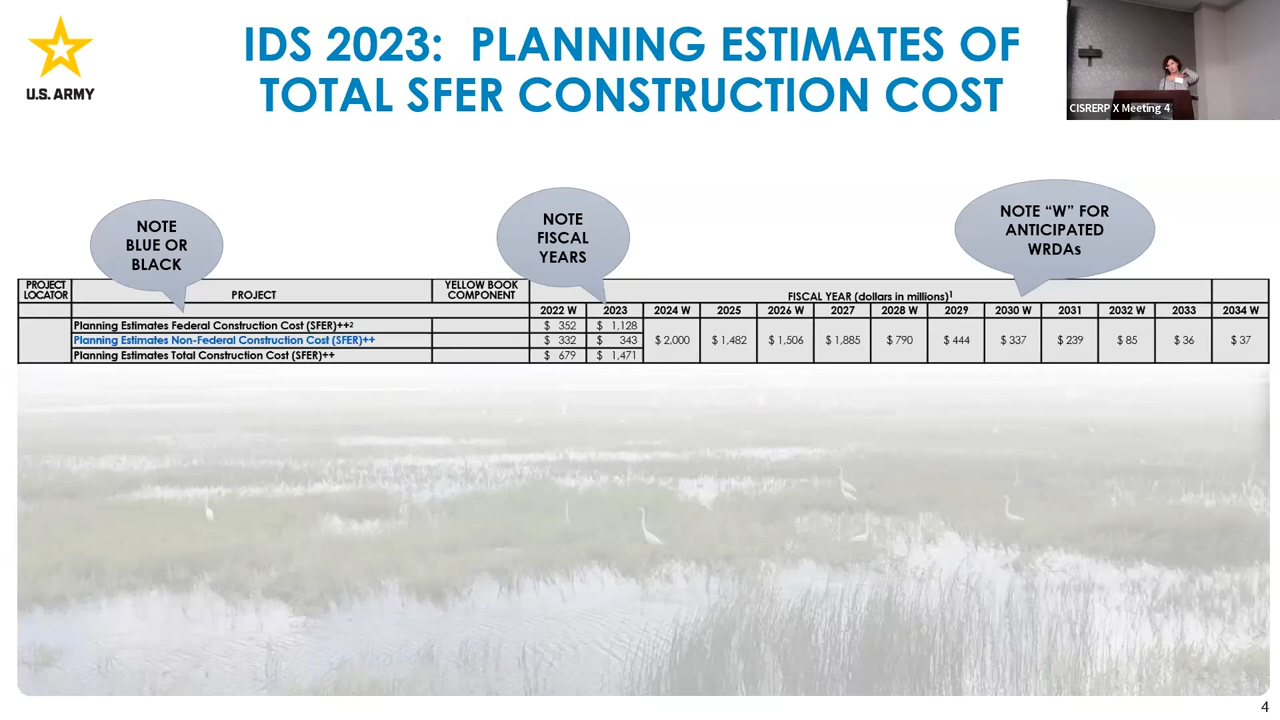 U.S. ARMY
IDS 2023: PLANNING ESTIMATES OF
TOTAL SFER CONSTRUCTION COST
CISRERP X Meeting 4
NOTE
BLUE OR
BLACK
NOTE
FISCAL
YEARS
NOTE “W” FOR
ANTICIPATED
WRDAs
PROJECT
LOCATOR
PROJECT
YELLOW BOOK
COMPONENT
FISCAL YEAR (dollars in millions)1
2022 W 2023 2024 W 2025 2026 W 2027 2028 W 2029 2030 W 2031 2032 W 2033 2034 W
Planning Estimates Federal Construction Cost (SFER)++2 $ 352 $ 1,128
Planning Estimates Non-Federal Construction Cost (SFER)++ $ 332 $ 343 $ 2,000 $ 1,482 $ 1,506 $ 1,885 $ 790 $ 444 $ 337 $ 239 $ 85 $ 36 $ 37
Planning Estimates Total Construction Cost (SFER)++ $ 679 $ 1,471
4